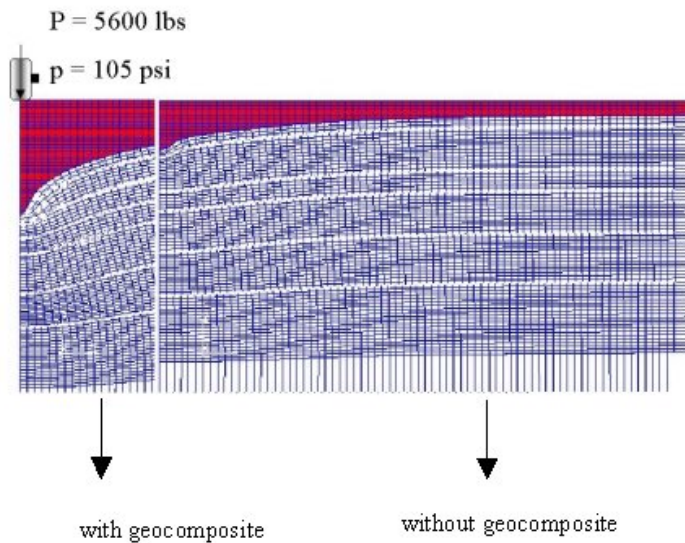 P = 5600 lbs
p = 105 psi
with geocomposite
without geocomposite